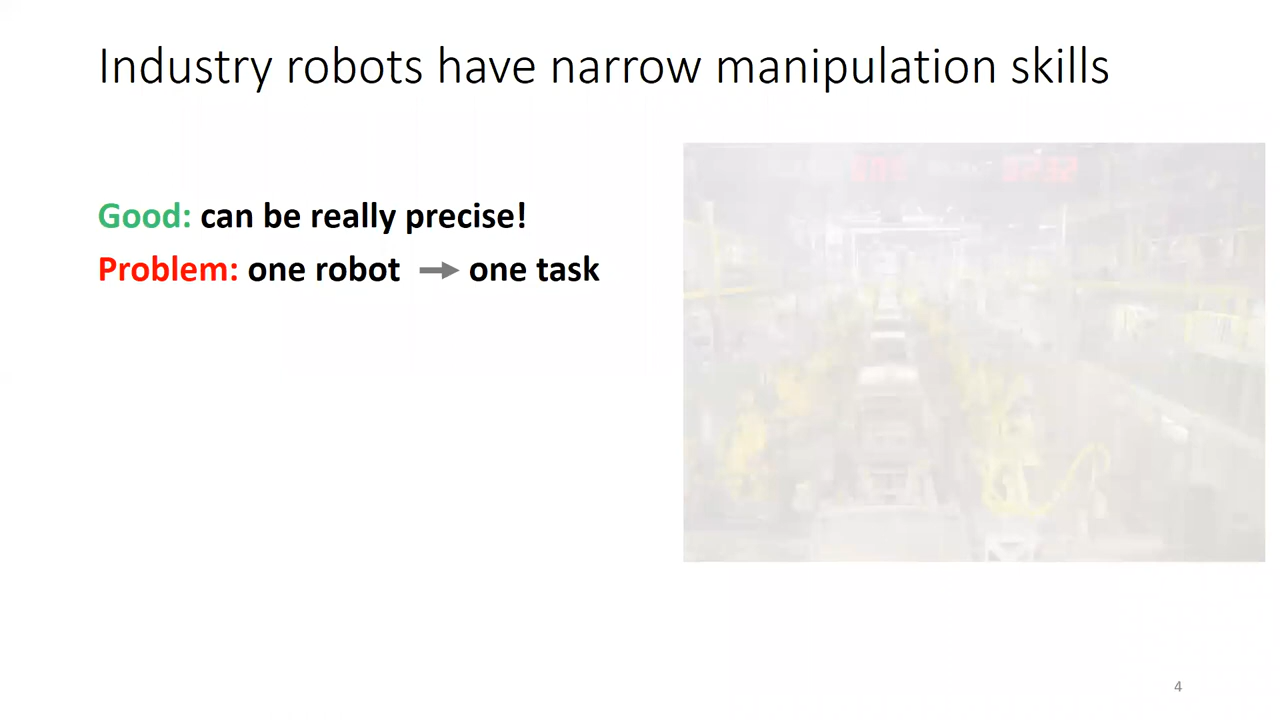 Industry robots have narrow manipulation skills
Good: can be really precise!
Problem: one robot → one task
4